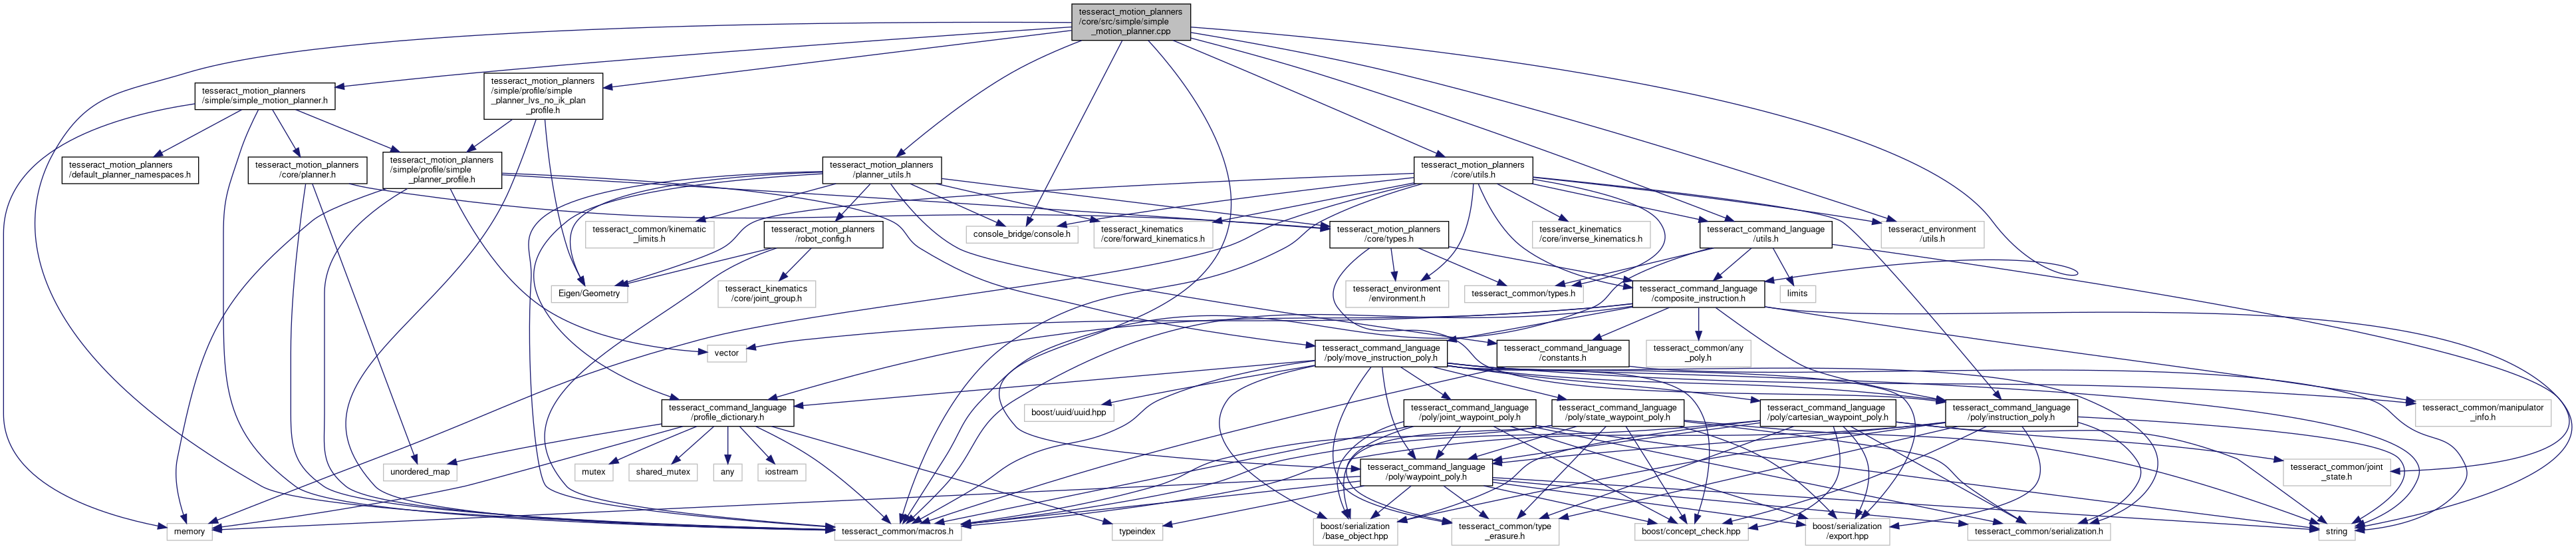 tesseract_motion_planners
/core/src/simple/simple
_motion_planner.cpp
tesseract_motion_planners
/simple/simple_motion_planner.h
tesseract_motion_planners
/simple/profile/simple
_planner_lvs_no_ik_plan
_profile.h
tesseract_motion_planners
/default_planner_namespaces.h
tesseract_motion_planners
/core/planner.h
tesseract_motion_planners
/simple/profile/simple
_planner_profile.h
tesseract_motion_planners
/planner_utils.h
tesseract_motion_planners
/core/utils.h
tesseract_common/kinematic
_limits.h
tesseract_motion_planners
/robot_config.h
console_bridge/console.h
tesseract_kinematics
/core/forward_kinematics.h
tesseract_motion_planners
/core/types.h
tesseract_kinematics
/core/inverse_kinematics.h
tesseract_command_language
/utils.h
tesseract_environment
/utils.h
Eigen/Geometry
tesseract_kinematics
/core/joint_group.h
tesseract_environment
/environment.h
tesseract_common/types.h
tesseract_command_language
/composite_instruction.h
limits
vector
tesseract_command_language
/poly/move_instruction_poly.h
tesseract_command_language
/constants.h
tesseract_common/any
_poly.h
tesseract_command_language
/profile_dictionary.h
boost/uuid/uuid.hpp
tesseract_command_language
/poly/joint_waypoint_poly.h
tesseract_command_language
/poly/state_waypoint_poly.h
tesseract_command_language
/poly/cartesian_waypoint_poly.h
tesseract_command_language
/poly/instruction_poly.h
tesseract_common/manipulator
_info.h
unordered_map
mutex
shared_mutex
any
iostream
tesseract_command_language
/poly/waypoint_poly.h
tesseract_common/joint
_state.h
memory
tesseract_common/macros.h
typeindex
boost/serialization
/base_object.hpp
tesseract_common/type
_erasure.h
boost/concept_check.hpp
boost/serialization
/export.hpp
tesseract_common/serialization.h
string